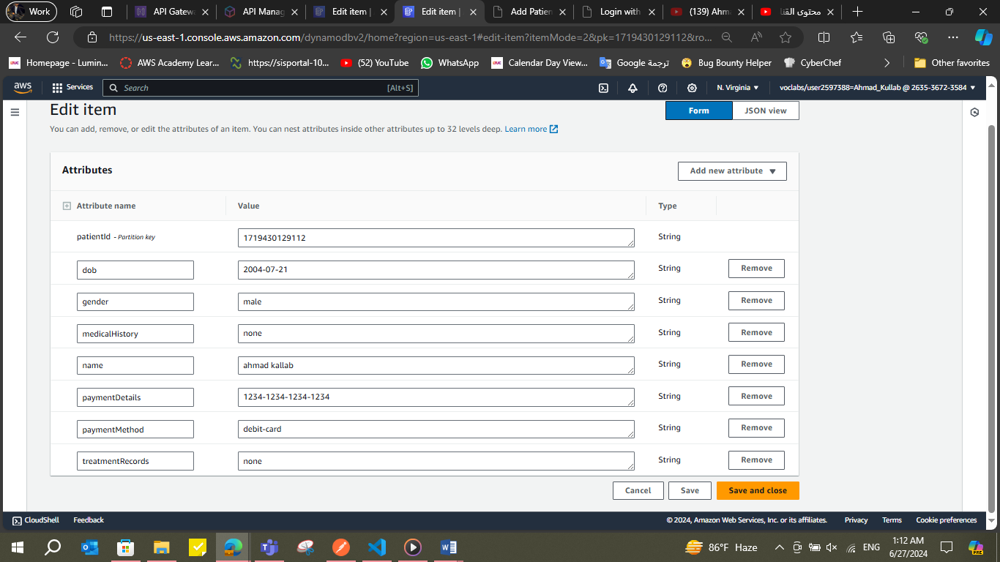 Work
API Gatew
API Manag
Edit item |
Edit item |
Add Patien
Login with
(139) Ahm
محتوى القنا
https://us-east-1.console.aws.amazon.com/dynamodbv2/home?region=us-east-1#edit-item?itemMode=2&pk=1719430129112&ro...
Homepage - Lumin...
AWS Academy Lear...
https://sisportal-10...
(52) YouTube
WhatsApp
Calendar Day View...
Google ترجمة
Bug Bounty Helper
CyberChef
Other favorites
aws
Services
Search
[Alt+S]
N. Virginia
voclabs/user2597388=Ahmad_Kullab @ 2635-3672-3584
Edit item
Form
JSON view
You can add, remove, or edit the attributes of an item. You can nest attributes inside other attributes up to 32 levels deep. Learn more
Attributes
Add new attribute
Attribute name Value Type
patientId - Partition key 1719430129112 String
dob 2004-07-21 String Remove
gender male String Remove
medicalHistory none String Remove
name ahmad kallab String Remove
paymentDetails 1234-1234-1234-1234 String Remove
paymentMethod debit-card String Remove
treatmentRecords none String Remove
Cancel Save Save and close
CloudShell Feedback © 2024, Amazon Web Services, Inc. or its affiliates. Privacy Terms Cookie preferences
86°F Haze
ENG
1:12 AM
6/27/2024